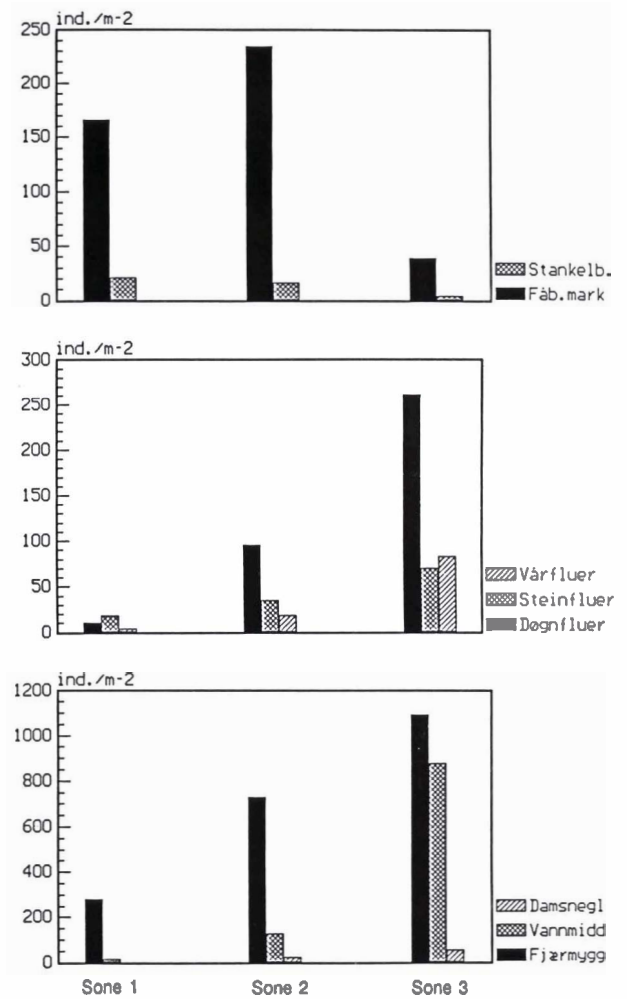 ind./m-2
250
200
150
100
50
0
Stankelb.
Fåb.mark
ind./m-2
300
250
200
150
100
50
0
Vårfluer
Steinfluer
Døgnfluer
ind./m-2
1200
1000
800
600
400
200
0
Damsnegl
Vannmidd
Fjærmygg
Sone 1 Sone 2 Sone 3